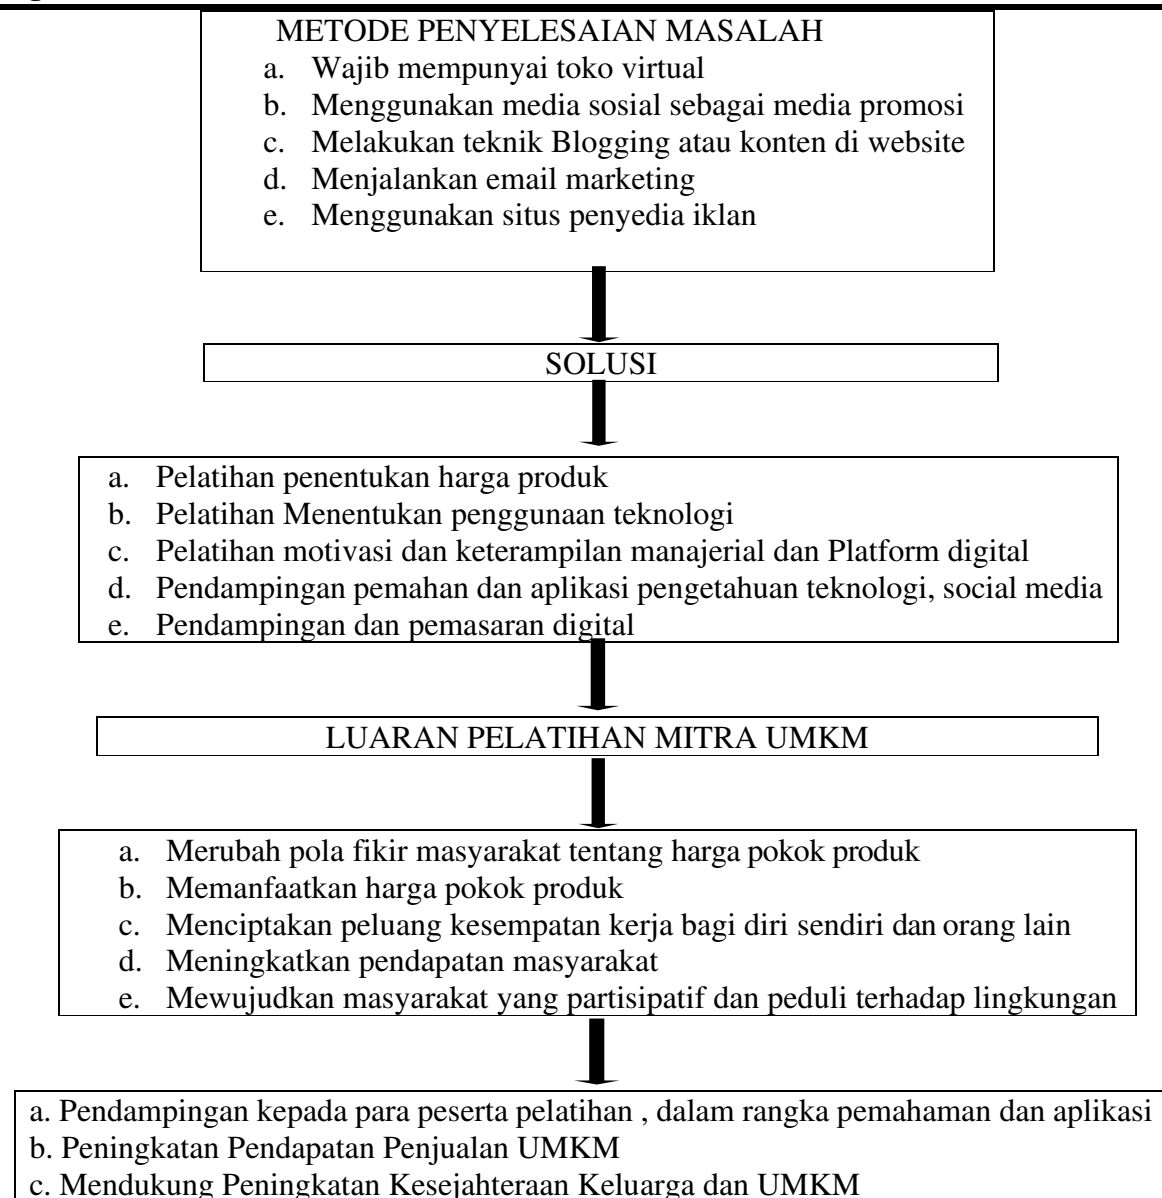 METODE PENYELESAIAN MASALAH
a. Wajib mempunyai toko virtual
b. Menggunakan media sosial sebagai media promosi
c. Melakukan teknik Blogging atau konten di website
d. Menjalankan email marketing
e. Menggunakan situs penyedia iklan
SOLUSI
a. Pelatihan penentukan harga produk
b. Pelatihan Menentukan penggunaan teknologi
c. Pelatihan motivasi dan keterampilan manajerial dan Platform digital
d. Pendampingan pemahan dan aplikasi pengetahuan teknologi, social media
e. Pendampingan dan pemasaran digital
LUARAN PELATIHAN MITRA UMKM
a. Merubah pola fikir masyarakat tentang harga pokok produk
b. Memanfaatkan harga pokok produk
c. Menciptakan peluang kesempatan kerja bagi diri sendiri dan orang lain
d. Meningkatkan pendapatan masyarakat
e. Mewujudkan masyarakat yang partisipatif dan peduli terhadap lingkungan
a. Pendampingan kepada para peserta pelatihan , dalam rangka pemahaman dan aplikasi
b. Peningkatan Pendapatan Penjualan UMKM
c. Mendukung Peningkatan Kesejahteraan Keluarga dan UMKM